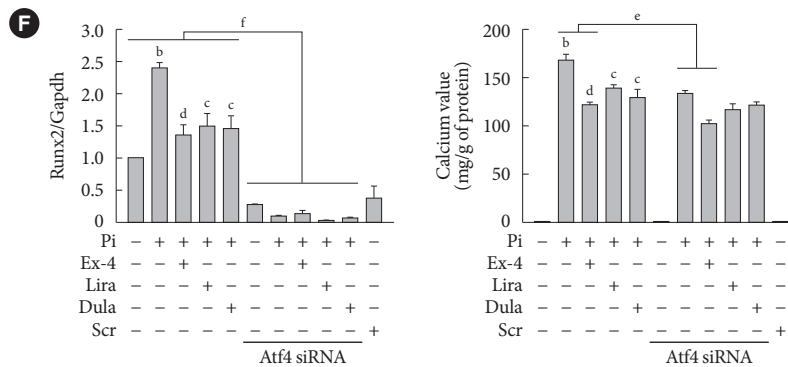 F
f
3.0
2.5
2.0
1.5
1.0
0.5
0
Runx2/Gapdh
b
d
c
c
Pi – + + + + – + + + + –
Ex-4 – – + – – – – + – – –
Lira – – – + – – – – + – –
Dula – – – – + – – – – + –
Scr – – – – – – – – – – +
Atf4 siRNA
e
200
150
100
50
0
Calcium value
(mg/g of protein)
b
d
c
c
Pi – + + + + – + + + + –
Ex-4 – – + – – – – + – – –
Lira – – – + – – – – + – –
Dula – – – – + – – – – + –
Scr – – – – – – – – – – +
Atf4 siRNA